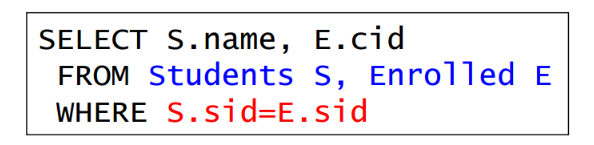 SELECT S.name, E.cid
FROM Students S, Enrolled E
WHERE S.sid=E.sid